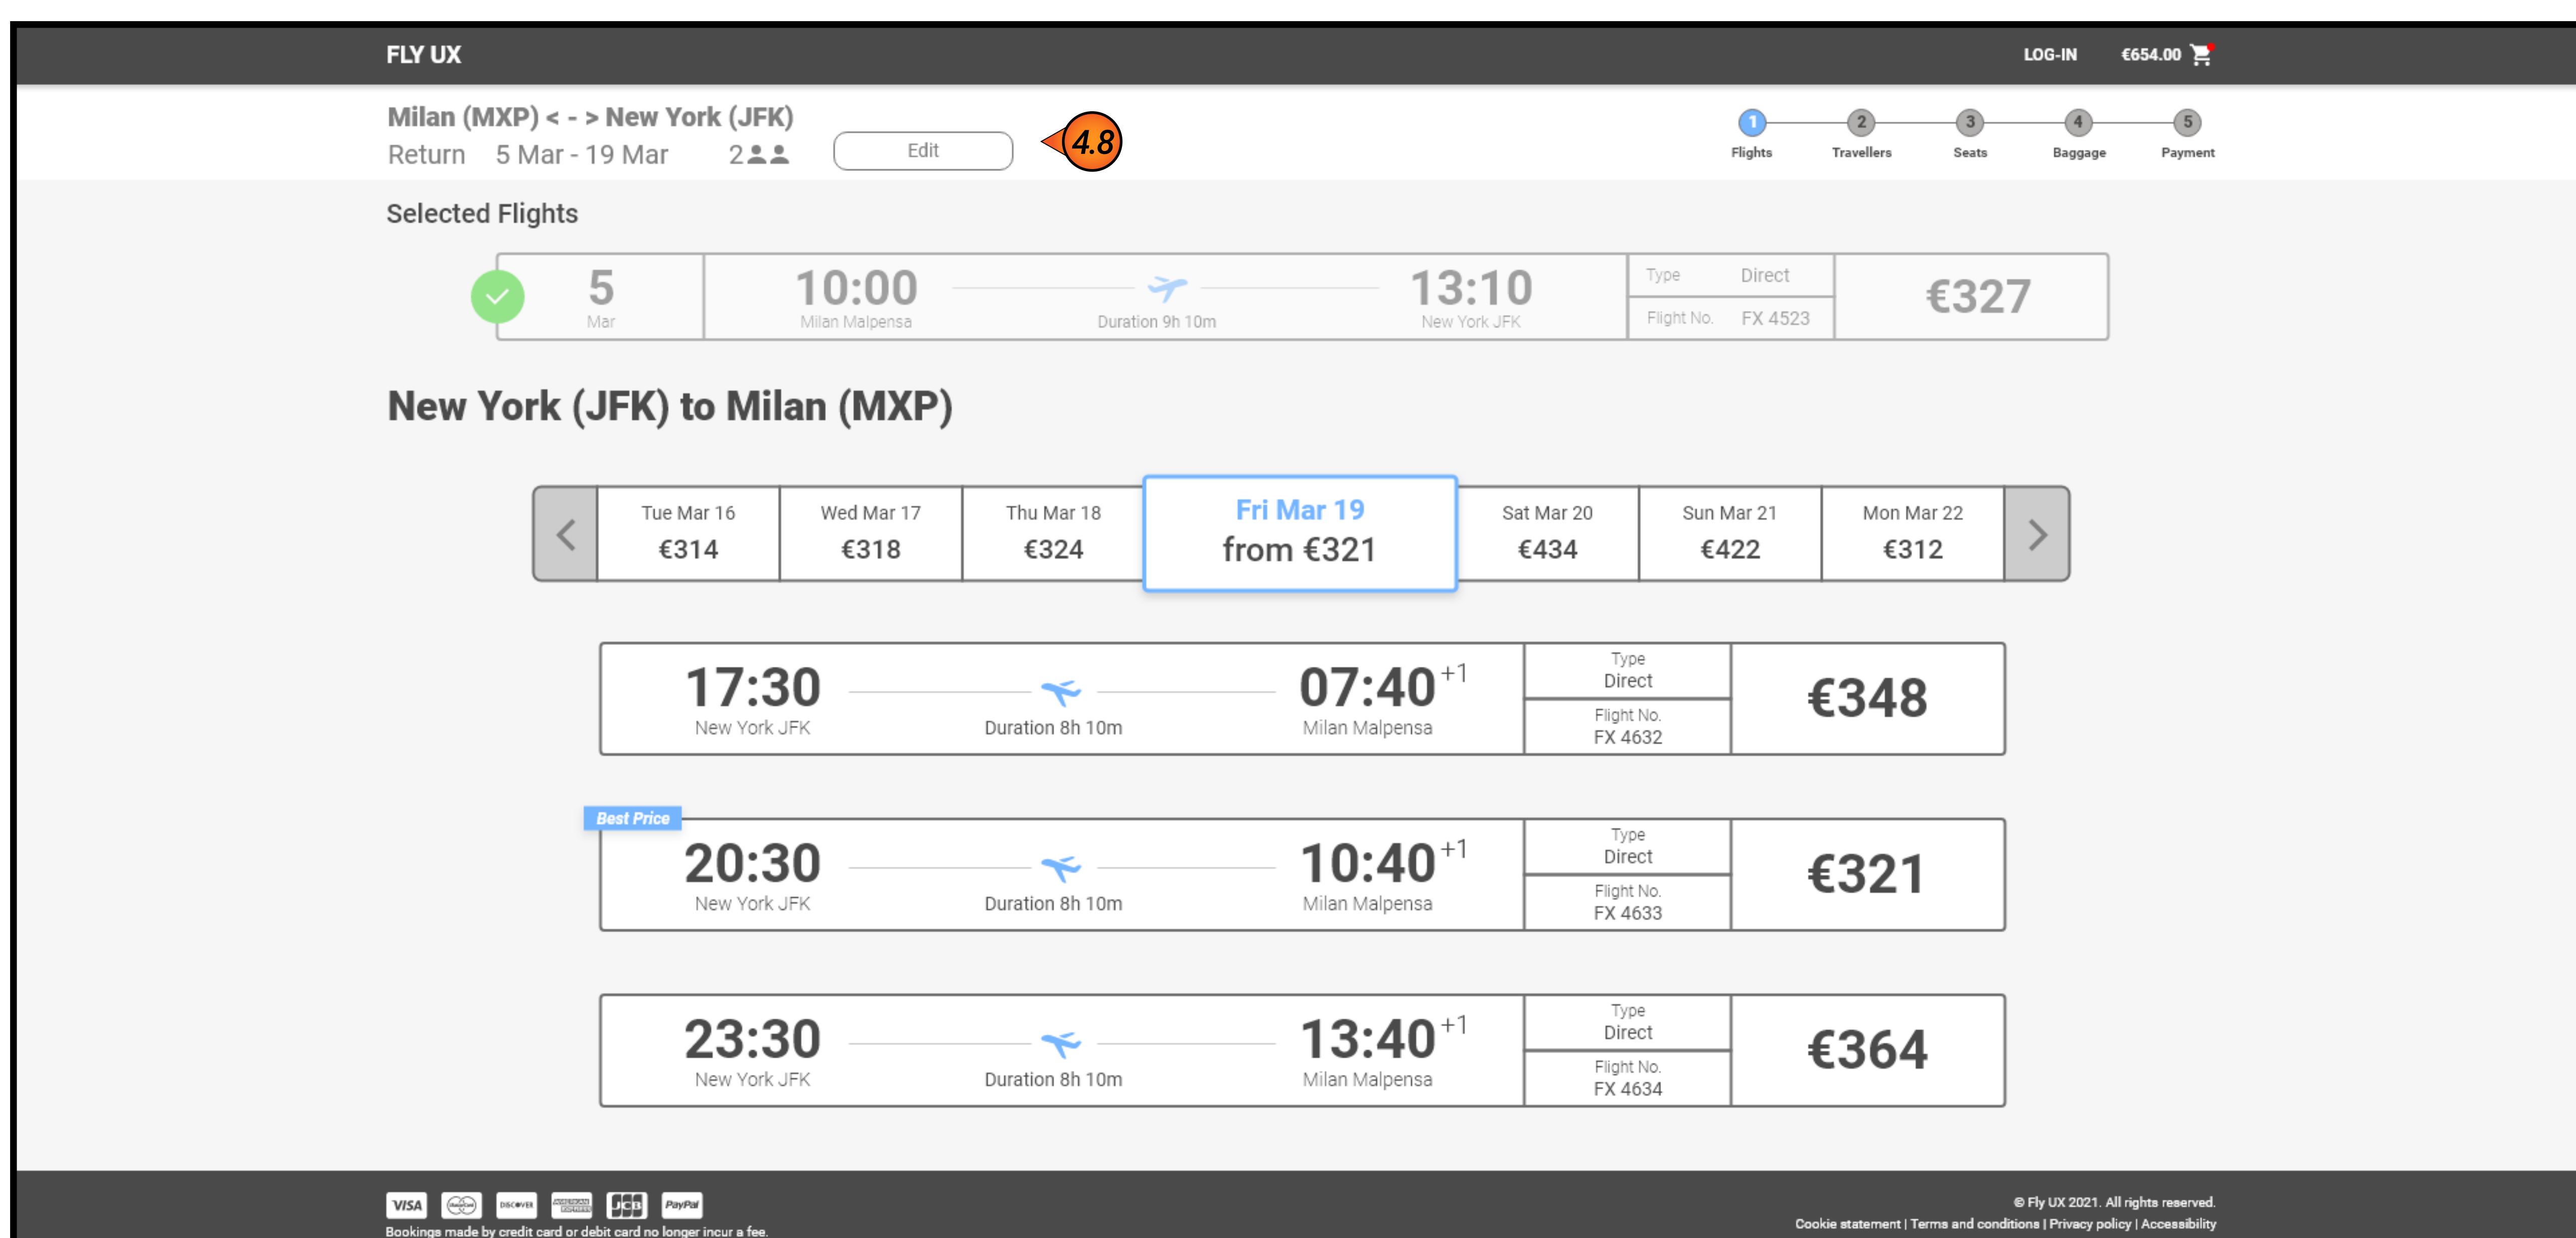 FLY UX
LOG-IN €654.00
Milan (MXP) < - > New York (JFK)
Return 5 Mar - 19 Mar 2
Edit
4.8
1 2 3 4 5
Flights Travellers Seats Baggage Payment
Selected Flights
5
Mar
10:00
Milan Malpensa
Duration 9h 10m
13:10
New York JFK
Type Direct
Flight No. FX 4523
€327
New York (JFK) to Milan (MXP)
Tue Mar 16
€314
Wed Mar 17
€318
Thu Mar 18
€324
Fri Mar 19
from €321
Sat Mar 20
€434
Sun Mar 21
€422
Mon Mar 22
€312
17:30
New York JFK
Duration 8h 10m
07:40 +1
Milan Malpensa
Type
Direct
Flight No.
FX 4632
€348
Best Price
20:30
New York JFK
Duration 8h 10m
10:40 +1
Milan Malpensa
Type
Direct
Flight No.
FX 4633
€321
23:30
New York JFK
Duration 8h 10m
13:40 +1
Milan Malpensa
Type
Direct
Flight No.
FX 4634
€364
VISA MasterCard DISCOVER AMERICAN EXPRESS JCB PayPal
Bookings made by credit card or debit card no longer incur a fee.
© Fly UX 2021. All rights reserved.
Cookie statement | Terms and conditions | Privacy policy | Accessibility